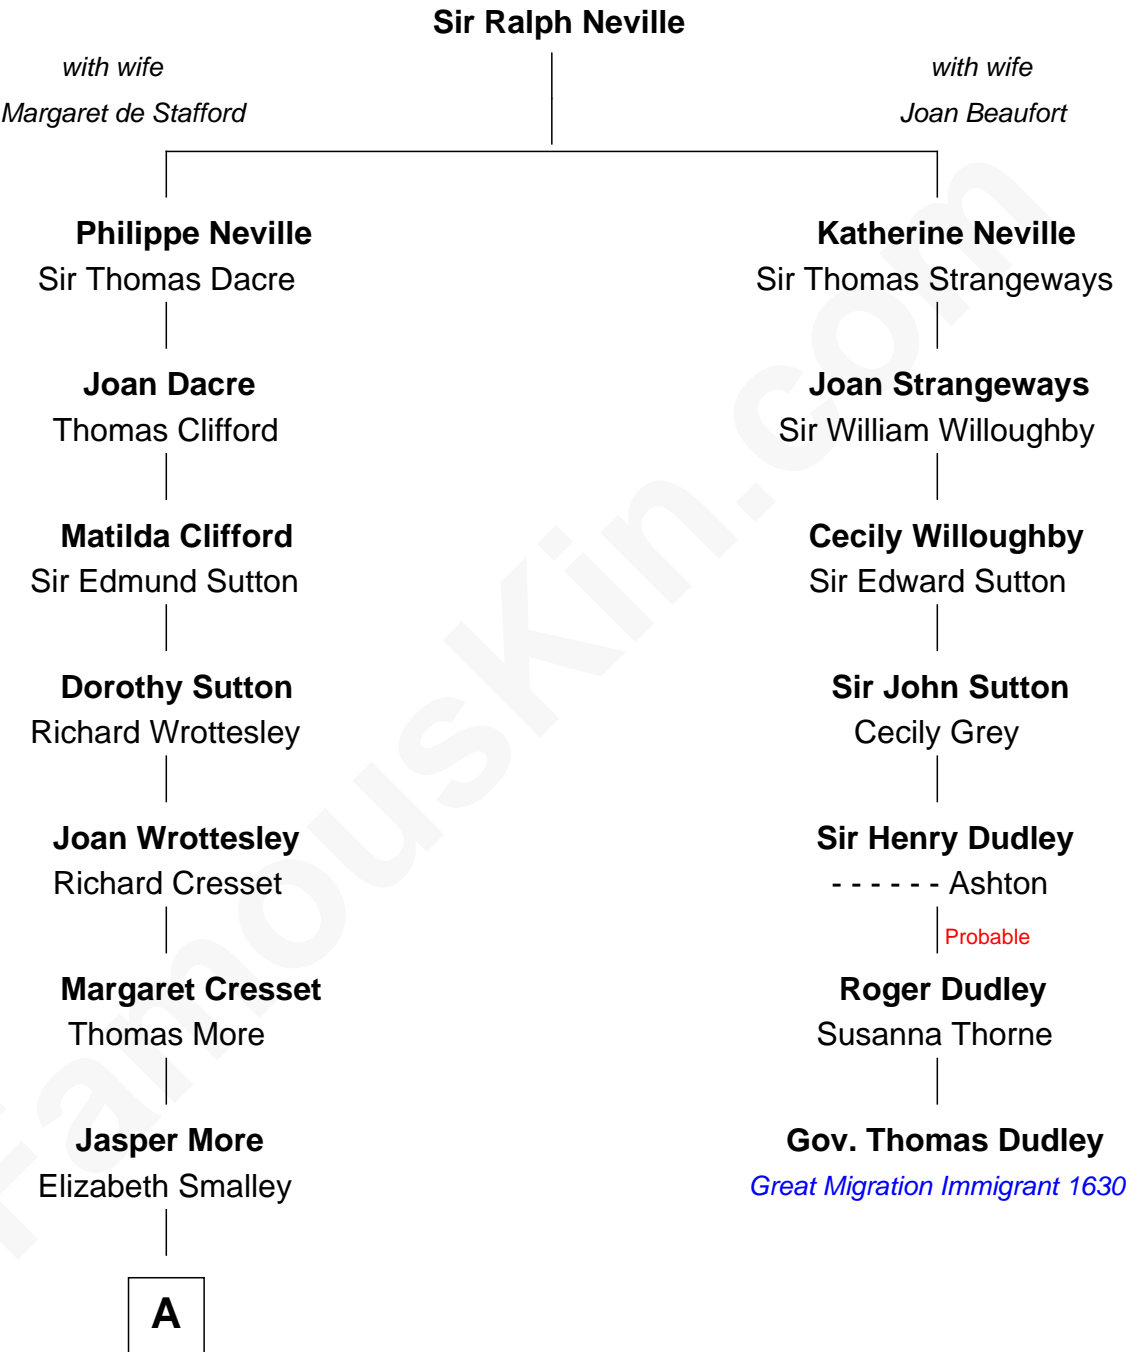 Sir Ralph Neville
with wife
Margaret de Stafford
with wife
Joan Beaufort
Philippe Neville
Sir Thomas Dacre
Joan Dacre
Thomas Clifford
Matilda Clifford
Sir Edmund Sutton
Dorothy Sutton
Richard Wrottesley
Joan Wrottesley
Richard Cresset
Margaret Cresset
Thomas More
Jasper More
Elizabeth Smalley
A
Katherine Neville
Sir Thomas Strangeways
Joan Strangeways
Sir William Willoughby
Cecily Willoughby
Sir Edward Sutton
Sir John Sutton
Cecily Grey
Sir Henry Dudley
- - - - - - Ashton
Probable
Roger Dudley
Susanna Thorne
Gov. Thomas Dudley
Great Migration Immigrant 1630
FamousKin.com